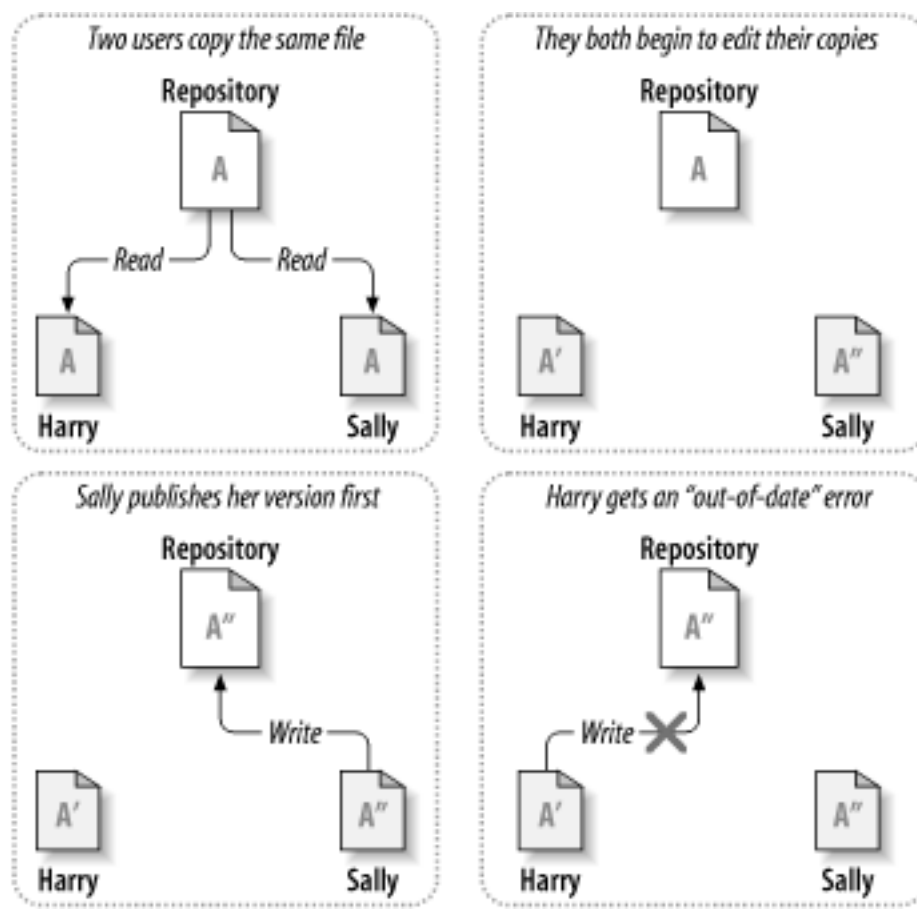 Two users copy the same file
Repository
A
Read Read
A A
Harry Sally
They both begin to edit their copies
Repository
A
A′ A″
Harry Sally
Sally publishes her version first
Repository
A″
Write
A′ A″
Harry Sally
Harry gets an “out-of-date” error
Repository
A″
Write
A′ A″
Harry Sally